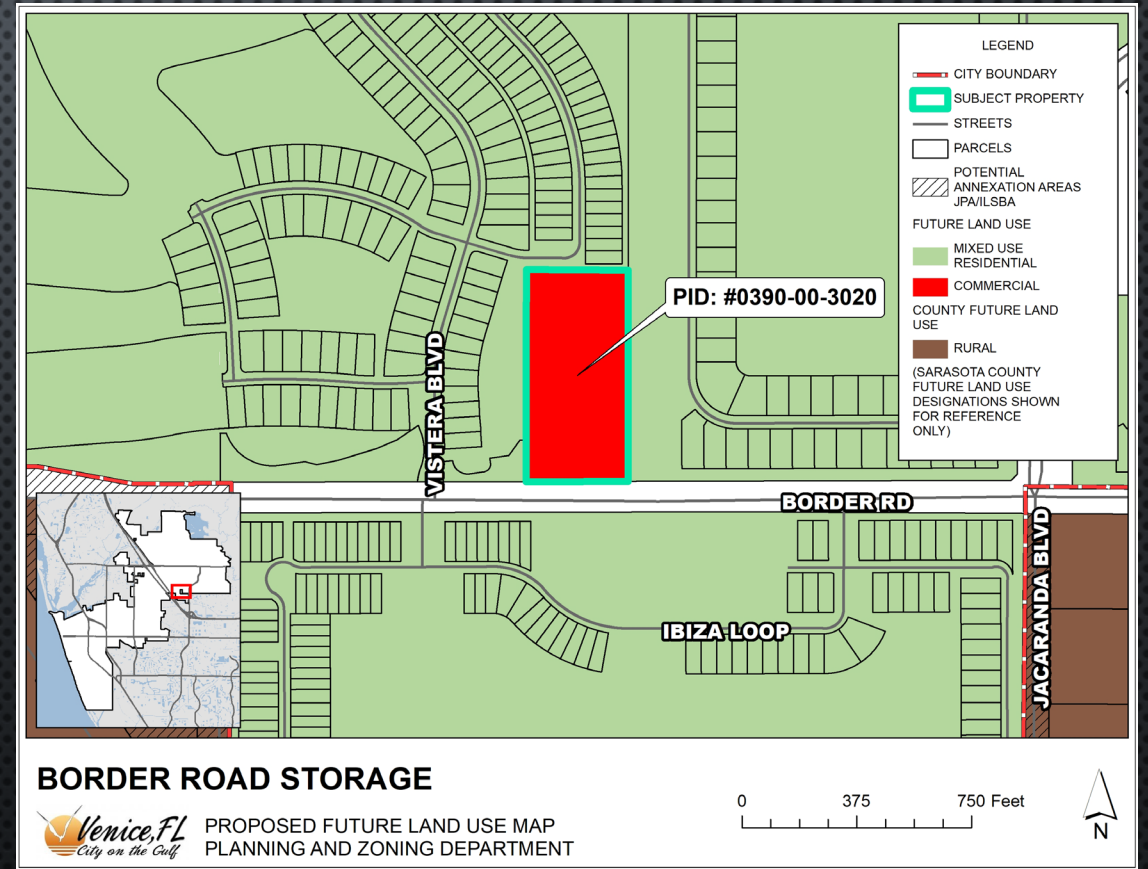 LEGEND
CITY BOUNDARY
SUBJECT PROPERTY
STREETS
PARCELS
POTENTIAL
ANNEXATION AREAS
JPA/ILSBA
FUTURE LAND USE
MIXED USE
RESIDENTIAL
COMMERCIAL
COUNTY FUTURE LAND
USE
RURAL
(SARASOTA COUNTY
FUTURE LAND USE
DESIGNATIONS SHOWN
FOR REFERENCE
ONLY)
PID: #0390-00-3020
VISTERA BLVD
BORDER RD
IBIZA LOOP
JACARANDA BLVD
BORDER ROAD STORAGE
Venice, FL
City on the Gulf
PROPOSED FUTURE LAND USE MAP
PLANNING AND ZONING DEPARTMENT
0 375 750 Feet
N